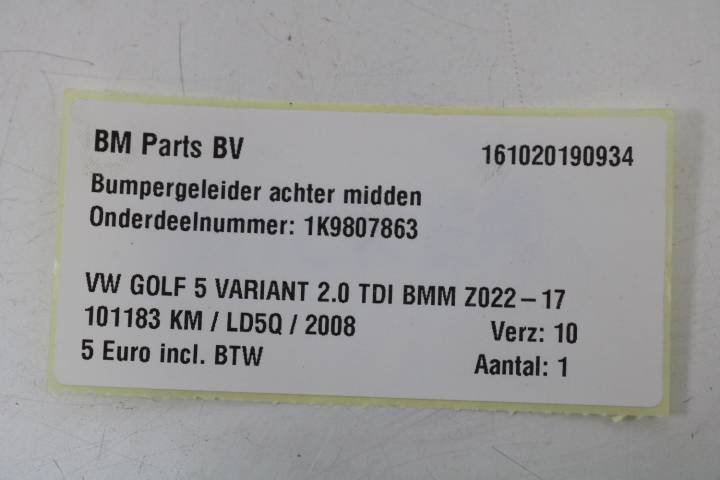 BM Parts BV 161020190934
Bumpergeleider achter midden
Onderdeelnummer: 1K9807863
VW GOLF 5 VARIANT 2.0 TDI BMM Z022-17
101183 KM / LD5Q / 2008 Verz: 10
5 Euro incl. BTW Aantal: 1